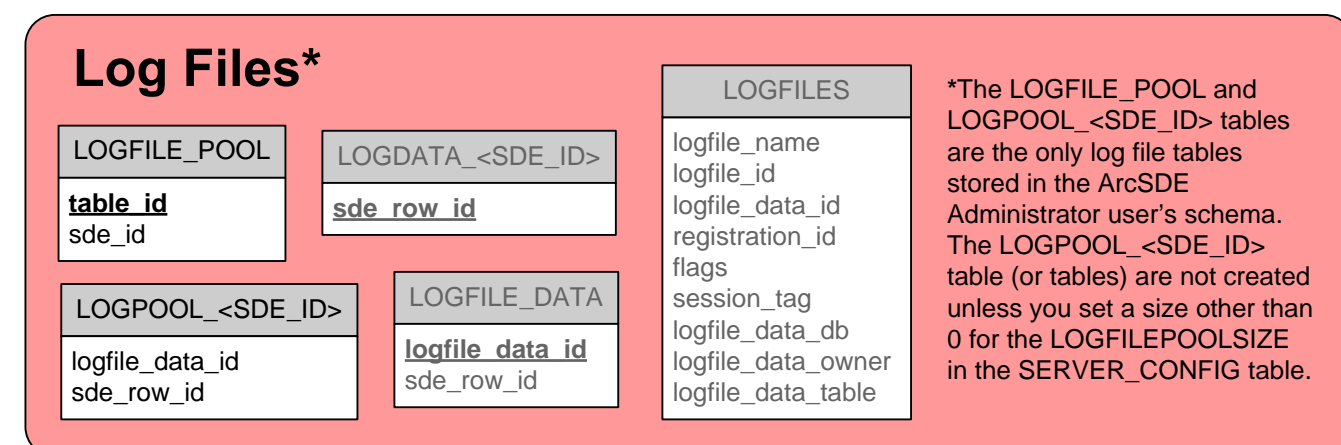 Log Files*
LOGFILE_POOL
table_id
sde_id
LOGDATA_<SDE_ID>
sde_row_id
LOGPOOL_<SDE_ID>
logfile_data_id
sde_row_id
LOGFILE_DATA
logfile_data_id
sde_row_id
LOGFILES
logfile_name
logfile_id
logfile_data_id
registration_id
flags
session_tag
logfile_data_db
logfile_data_owner
logfile_data_table
*The LOGFILE_POOL and
LOGPOOL_<SDE_ID> tables
are the only log file tables
stored in the ArcSDE
Administrator user's schema.
The LOGPOOL_<SDE_ID>
table (or tables) are not created
unless you set a size other than
0 for the LOGFILEPOOLSIZE
in the SERVER_CONFIG table.